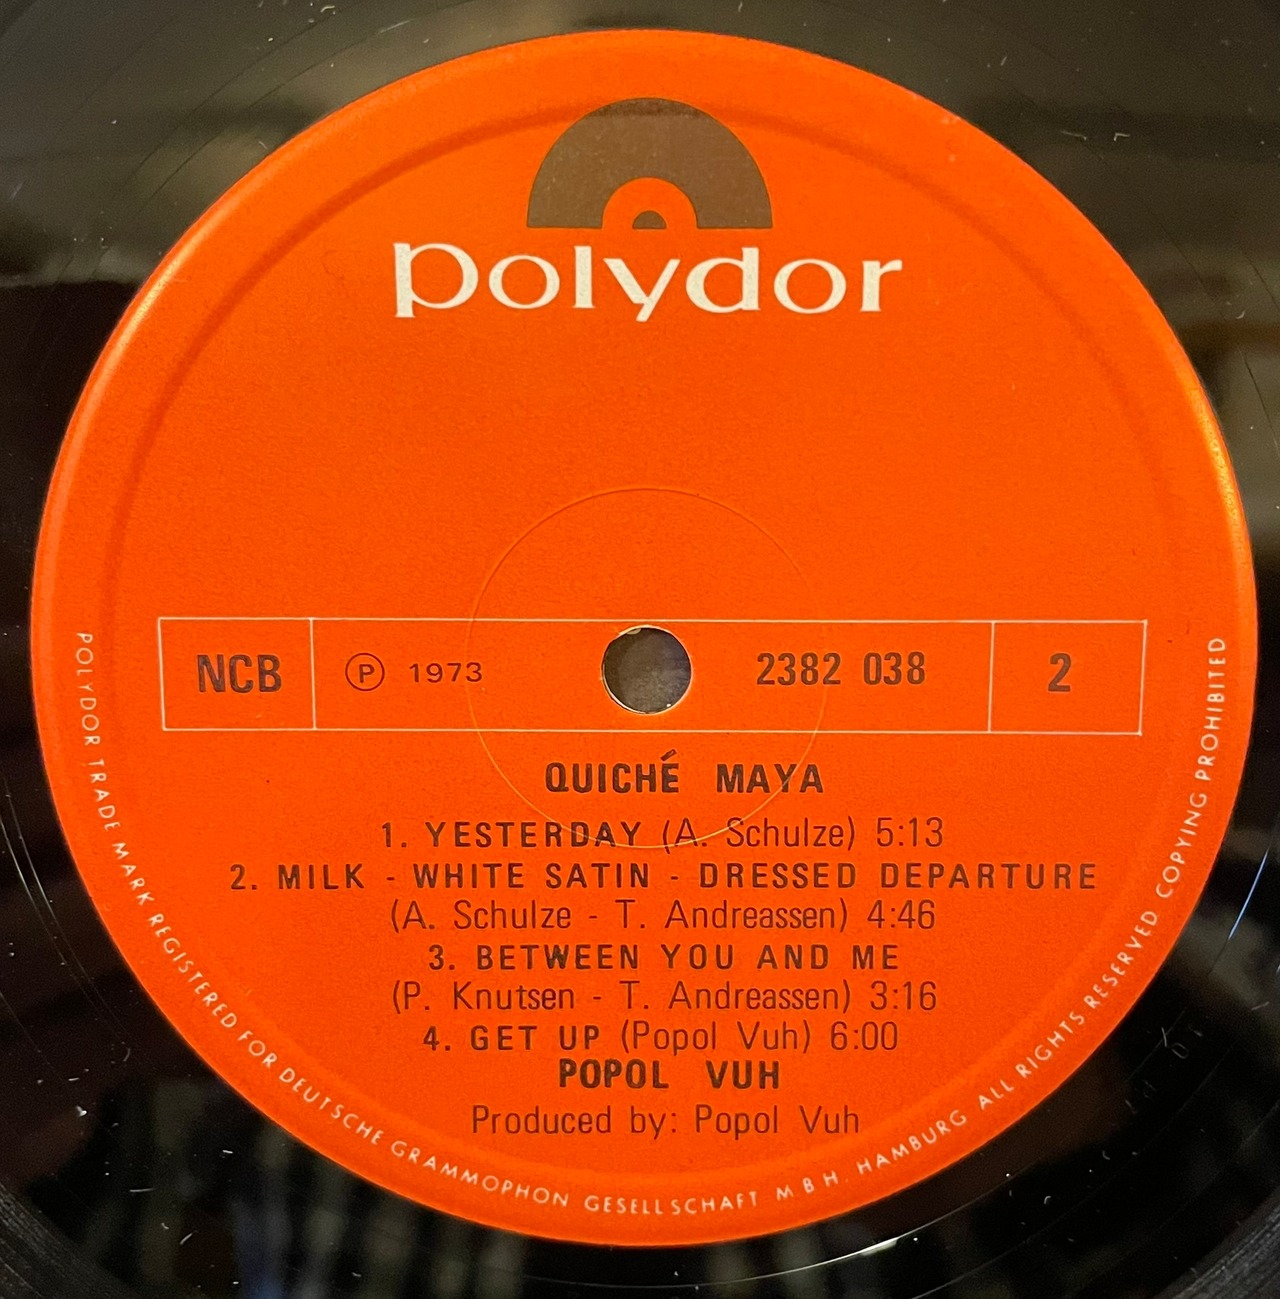 polydor
NCB ℗ 1973 2382 038 2
QUICHÉ MAYA
1. YESTERDAY (A. Schulze) 5:13
2. MILK - WHITE SATIN - DRESSED DEPARTURE
(A. Schulze - T. Andreassen) 4:46
3. BETWEEN YOU AND ME
(P. Knutsen - T. Andreassen) 3:16
4. GET UP (Popol Vuh) 6:00
POPOL VUH
Produced by: Popol Vuh
POLYDOR TRADE MARK REGISTERED FOR DEUTSCHE GRAMMOPHON GESELLSCHAFT M B H. HAMBURG ALL RIGHTS RESERVED COPYING PROHIBITED